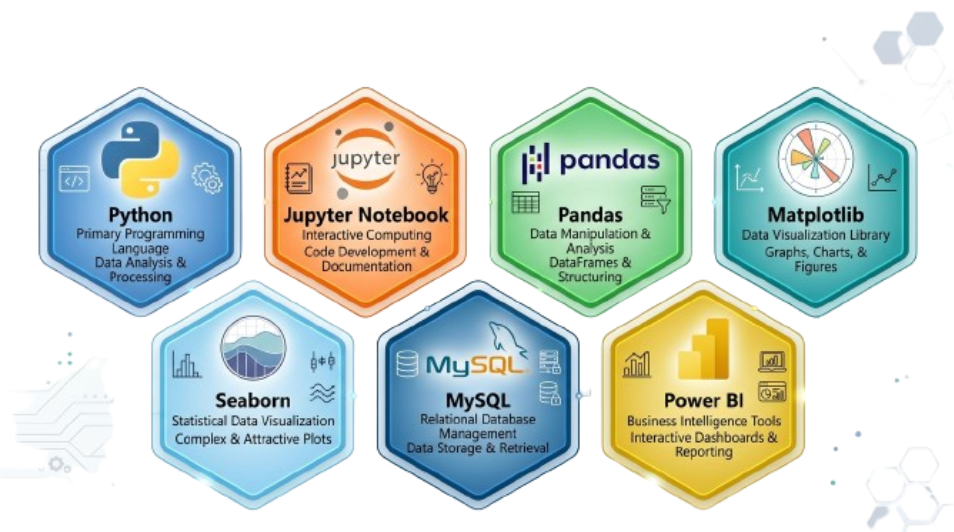 Python
Primary Programming
Language
Data Analysis &
Processing
jupyter
Jupyter Notebook
Interactive Computing
Code Development &
Documentation
pandas
Pandas
Data Manipulation &
Analysis
DataFrames &
Structuring
Matplotlib
Data Visualization Library
Graphs, Charts, &
Figures
Seaborn
Statistical Data Visualization
Complex & Attractive Plots
MySQL
MySQL
Relational Database
Management
Data Storage & Retrieval
Power BI
Business Intelligence Tools
Interactive Dashboards &
Reporting